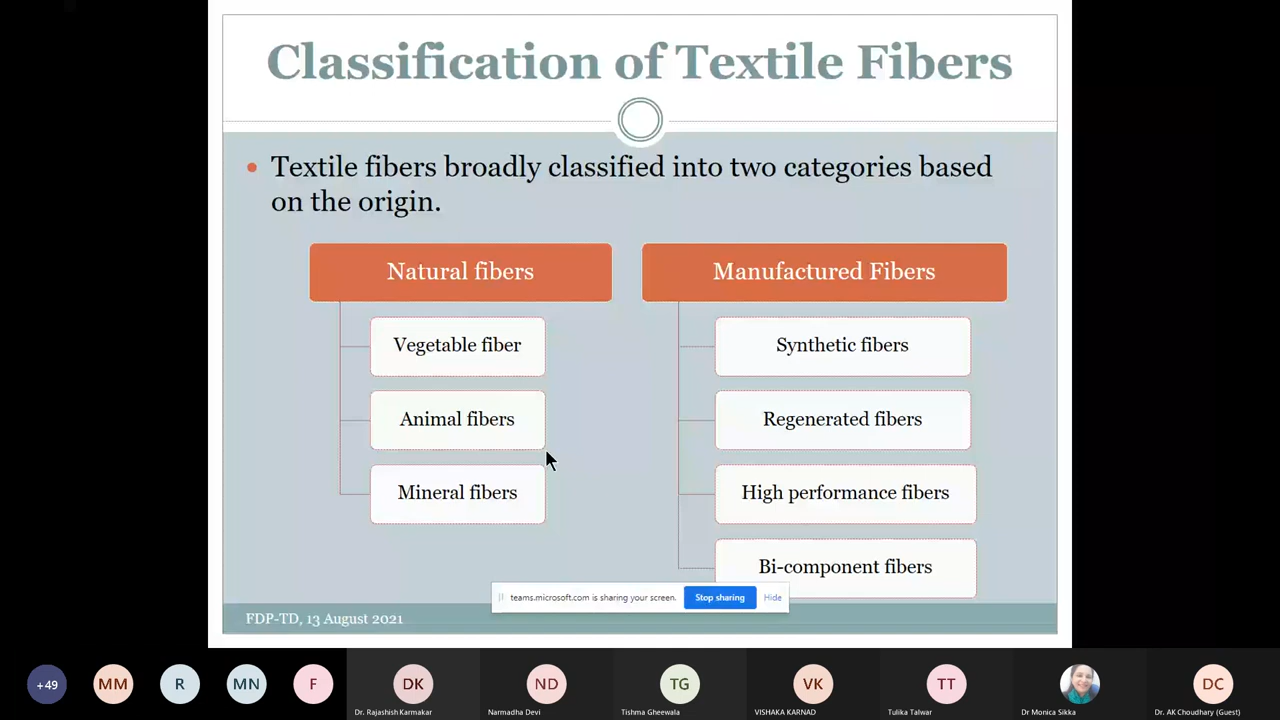 Classification of Textile Fibers
Textile fibers broadly classified into two categories based
on the origin.
Natural fibers
Vegetable fiber
Animal fibers
Mineral fibers
Manufactured Fibers
Synthetic fibers
Regenerated fibers
High performance fibers
Bi-component fibers
teams.microsoft.com is sharing your screen.
Stop sharing
Hide
FDP-TD, 13 August 2021
+49
MM
R
MN
F
DK
Dr. Rajashish Karmakar
ND
Narmadha Devi
TG
Tishma Gheewala
VK
VISHAKA KARNAD
TT
Tulika Talwar
Dr Monica Sikka
DC
Dr. AK Choudhary (Guest)